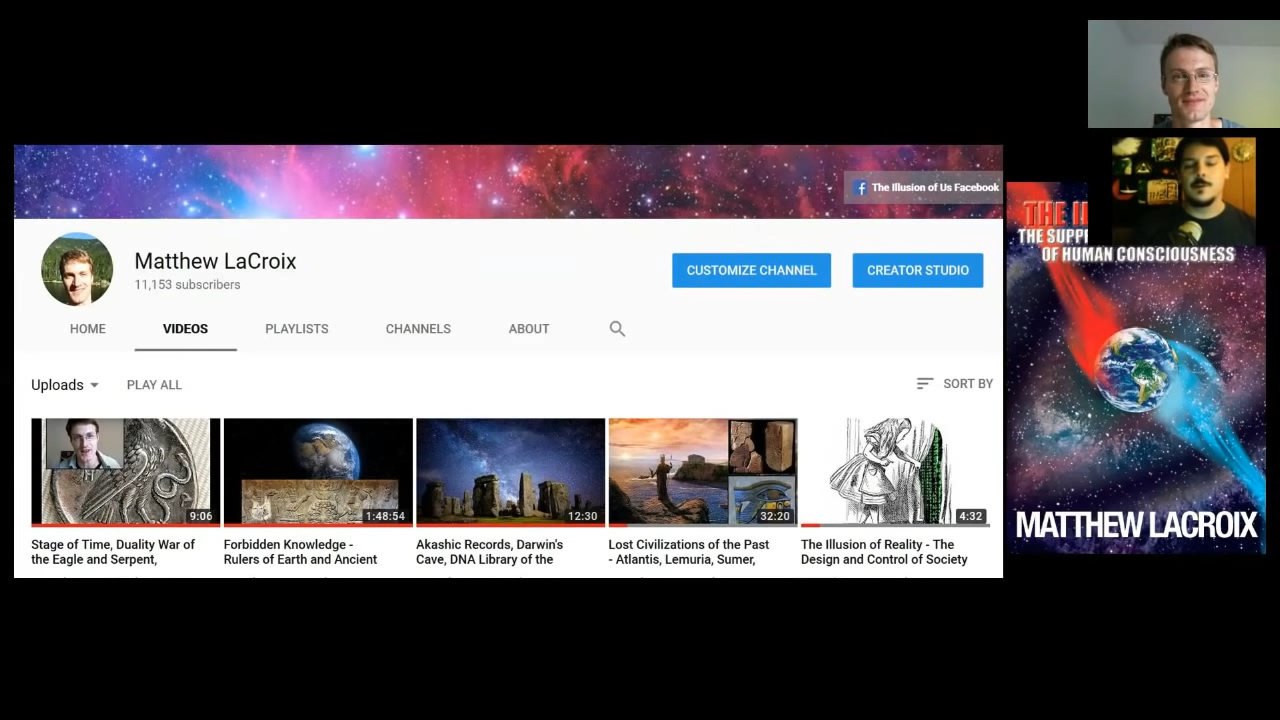 The Illusion of Us Facebook
Matthew LaCroix
11,153 subscribers
CUSTOMIZE CHANNEL
CREATOR STUDIO
HOME
VIDEOS
PLAYLISTS
CHANNELS
ABOUT
Uploads
PLAY ALL
SORT BY
9:06
1:48:54
12:30
32:20
4:32
Stage of Time, Duality War of
the Eagle and Serpent,
Forbidden Knowledge -
Rulers of Earth and Ancient
Akashic Records, Darwin's
Cave, DNA Library of the
Lost Civilizations of the Past
- Atlantis, Lemuria, Sumer,
The Illusion of Reality - The
Design and Control of Society
THE
THE SUPP
OF HUMAN CONSCIOUSNESS
MATTHEW LACROIX